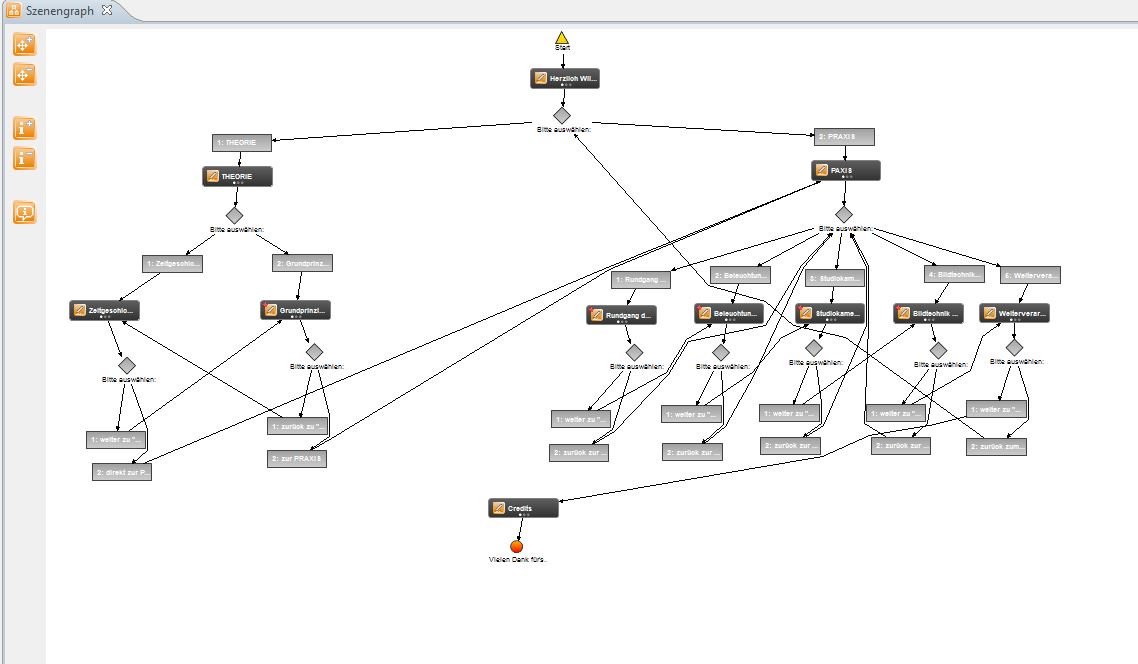 Szenengraph
Start
Herzlich Wil...
Bitte auswählen:
1: THEORIE
2: PRAXIS
THEORIE
PAXIS
Bitte auswählen:
Bitte auswählen:
1: Zeitgeschlo...
2: Grundprinz...
1: Rundgang ...
2: Beleuchtun...
3: Studiokam...
4: Bildtechnik...
5: Weitervera...
Zeitgeschlo...
Grundprinzi...
Rundgang d...
Beleuchtun...
Studiokame...
Bildtechnik ...
Weiterverar...
Bitte auswählen:
Bitte auswählen:
Bitte auswählen:
Bitte auswählen:
Bitte auswählen:
Bitte auswählen:
Bitte auswählen:
1: weiter zu "...
1: zurück zu "...
1: weiter zu "...
1: weiter zu "...
1: weiter zu "...
1: weiter zu "...
1: weiter zu "...
2: direkt zur P...
2: zur PRAXIS
2: zurück zur ...
2: zurück zur ...
2: zurück zur ...
2: zurück zur ...
2: zurück zum...
Credits
Vielen Dank fürs..